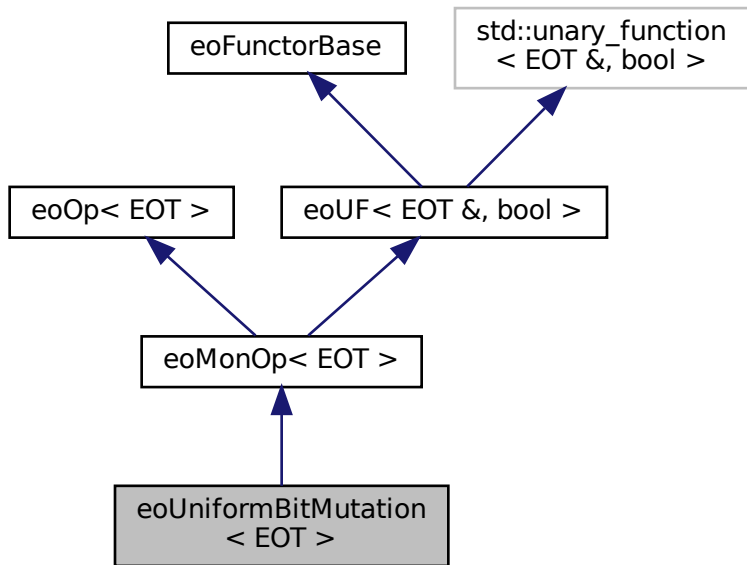 eoFunctorBase
std::unary_function
< EOT &, bool >
eoOp< EOT >
eoUF< EOT &, bool >
eoMonOp< EOT >
eoUniformBitMutation
< EOT >